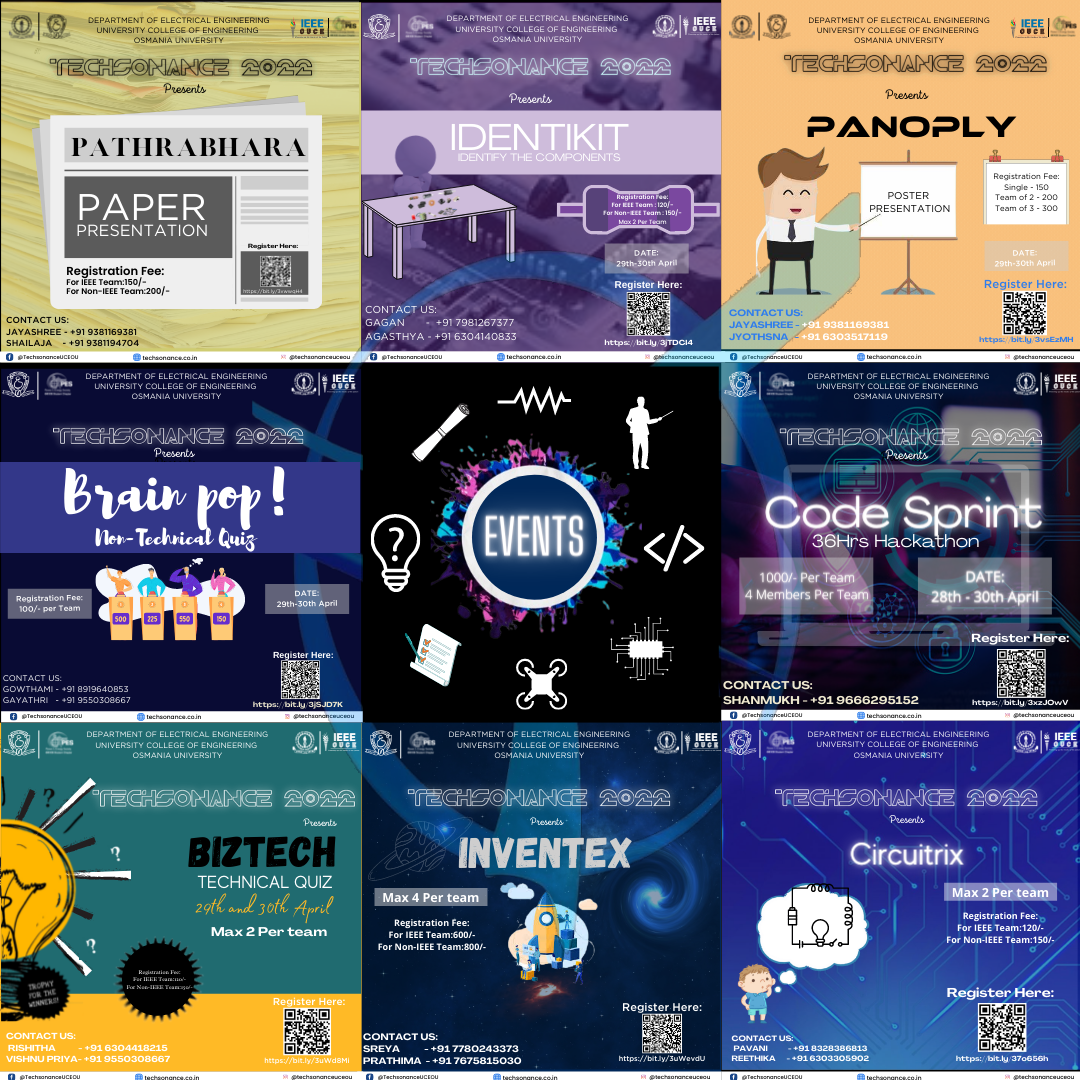 DEPARTMENT OF ELECTRICAL ENGINEERING
UNIVERSITY COLLEGE OF ENGINEERING
OSMANIA UNIVERSITY
IEEE
OUCE
TECHSONANCE 2022
Presents
PATHRABHARA
PAPER
PRESENTATION
Register Here:
Registration Fee:
For IEEE Team:150/-
For Non-IEEE Team:200/-
CONTACT US:
JAYASHREE - +91 9381169381
SHAILAJA - +91 9381194704
@TechsonanceUCEOU
techsonance.co.in
@techsonanceuceou
DEPARTMENT OF ELECTRICAL ENGINEERING
UNIVERSITY COLLEGE OF ENGINEERING
OSMANIA UNIVERSITY
IEEE
OUCE
TECHSONANCE 2022
Presents
IDENTIKIT
IDENTIFY THE COMPONENTS
Registration Fee:
For IEEE Team : 120/-
For Non-IEEE Team : 150/-
Max 2 Per Team
DATE:
29th-30th April
Register Here:
https://bit.ly/3jTDCl4
CONTACT US:
GAGAN - +91 7981267377
AGASTHYA - +91 6304140833
@TechsonanceUCEOU
techsonance.co.in
@techsonanceuceou
DEPARTMENT OF ELECTRICAL ENGINEERING
UNIVERSITY COLLEGE OF ENGINEERING
OSMANIA UNIVERSITY
IEEE
OUCE
TECHSONANCE 2022
Presents
PANOPLY
POSTER
PRESENTATION
Registration Fee:
Single - 150
Team of 2 - 200
Team of 3 - 300
DATE:
29th-30th April
Register Here:
https://bit.ly/3vsEzMH
CONTACT US:
JAYASHREE - +91 9381169381
JYOTHSNA - +91 6303517119
@TechsonanceUCEOU
techsonance.co.in
@techsonanceuceou
DEPARTMENT OF ELECTRICAL ENGINEERING
UNIVERSITY COLLEGE OF ENGINEERING
OSMANIA UNIVERSITY
IEEE
OUCE
TECHSONANCE 2022
Presents
Brain pop!
Non-Technical Quiz
Registration Fee:
100/- per Team
500
225
550
150
DATE:
29th-30th April
Register Here:
https://bit.ly/3jSJD7K
CONTACT US:
GOWTHAMI - +91 8919640853
GAYATHRI - +91 9550308667
@TechsonanceUCEOU
techsonance.co.in
@techsonanceuceou
?
EVENTS
</>
DEPARTMENT OF ELECTRICAL ENGINEERING
UNIVERSITY COLLEGE OF ENGINEERING
OSMANIA UNIVERSITY
IEEE
OUCE
TECHSONANCE 2022
Presents
Code Sprint
36Hrs Hackathon
1000/- Per Team
4 Members Per Team
DATE:
28th - 30th April
Register Here:
https://bit.ly/3xzJOwV
CONTACT US:
SHANMUKH - +91 9666295152
@TechsonanceUCEOU
techsonance.co.in
@techsonanceuceou
DEPARTMENT OF ELECTRICAL ENGINEERING
UNIVERSITY COLLEGE OF ENGINEERING
OSMANIA UNIVERSITY
IEEE
OUCE
TECHSONANCE 2022
Presents
BIZTECH
TECHNICAL QUIZ
29th and 30th April
Max 2 Per team
? ? ?
TROPHY
FOR THE
WINNERS!!
Registration Fee:
For IEEE Team:120/-
For Non-IEEE Team:150/-
Register Here:
https://bit.ly/3uWd8Ml
CONTACT US:
RISHITHA - +91 6304418215
VISHNU PRIYA- +91 9550308667
@TechsonanceUCEOU
techsonance.co.in
@techsonanceuceou
DEPARTMENT OF ELECTRICAL ENGINEERING
UNIVERSITY COLLEGE OF ENGINEERING
OSMANIA UNIVERSITY
IEEE
OUCE
TECHSONANCE 2022
Presents
INVENTEX
Max 4 Per team
Registration Fee:
For IEEE Team:600/-
For Non-IEEE Team:800/-
Register Here:
https://bit.ly/3uWevdU
CONTACT US:
SREYA - +91 7780243373
PRATHIMA - +91 7675815030
@TechsonanceUCEOU
techsonance.co.in
@techsonanceuceou
DEPARTMENT OF ELECTRICAL ENGINEERING
UNIVERSITY COLLEGE OF ENGINEERING
OSMANIA UNIVERSITY
IEEE
OUCE
TECHSONANCE 2022
Presents
Circuitrix
Max 2 Per team
Registration Fee:
For IEEE Team:120/-
For Non-IEEE Team:150/-
Register Here:
https://bit.ly/37o656h
CONTACT US:
PAVANI - +91 8328386813
REETHIKA - +91 6303305902
@TechsonanceUCEOU
techsonance.co.in
@techsonanceuceou